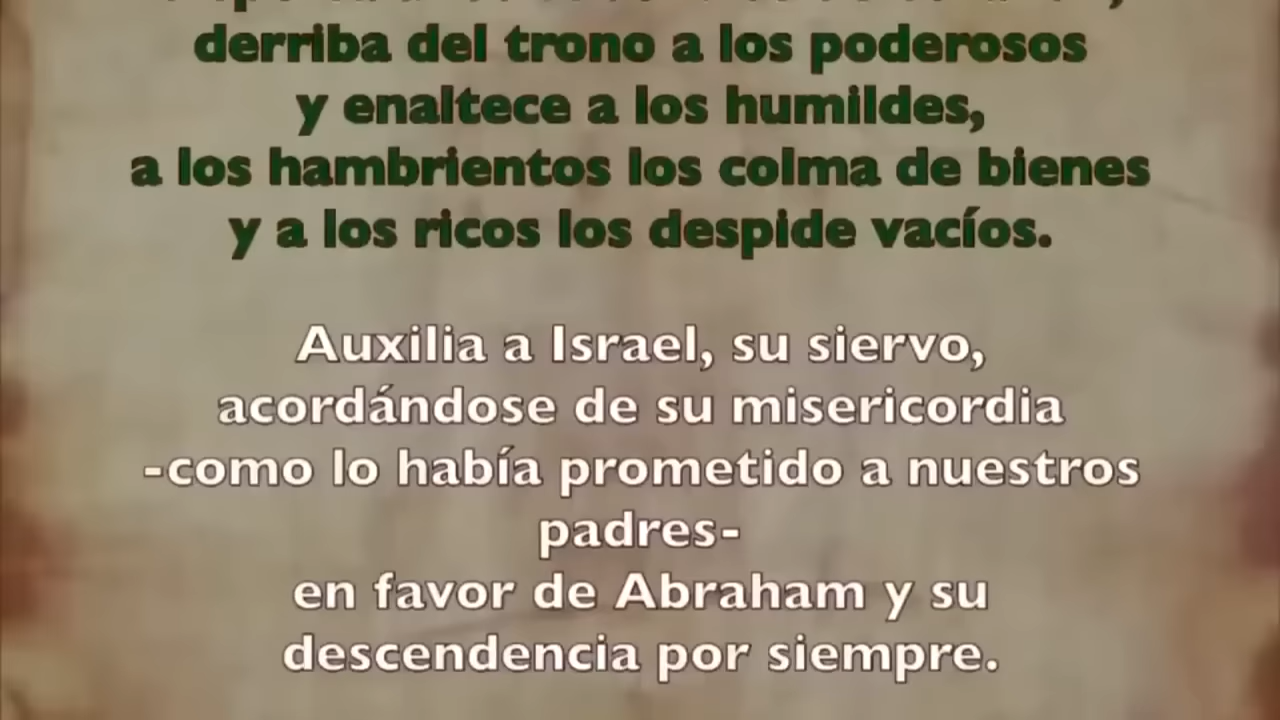 derriba del trono a los poderosos
y enaltece a los humildes,
a los hambrientos los colma de bienes
y a los ricos los despide vacíos.
Auxilia a Israel, su siervo,
acordándose de su misericordia
-como lo había prometido a nuestros
padres-
en favor de Abraham y su
descendencia por siempre.